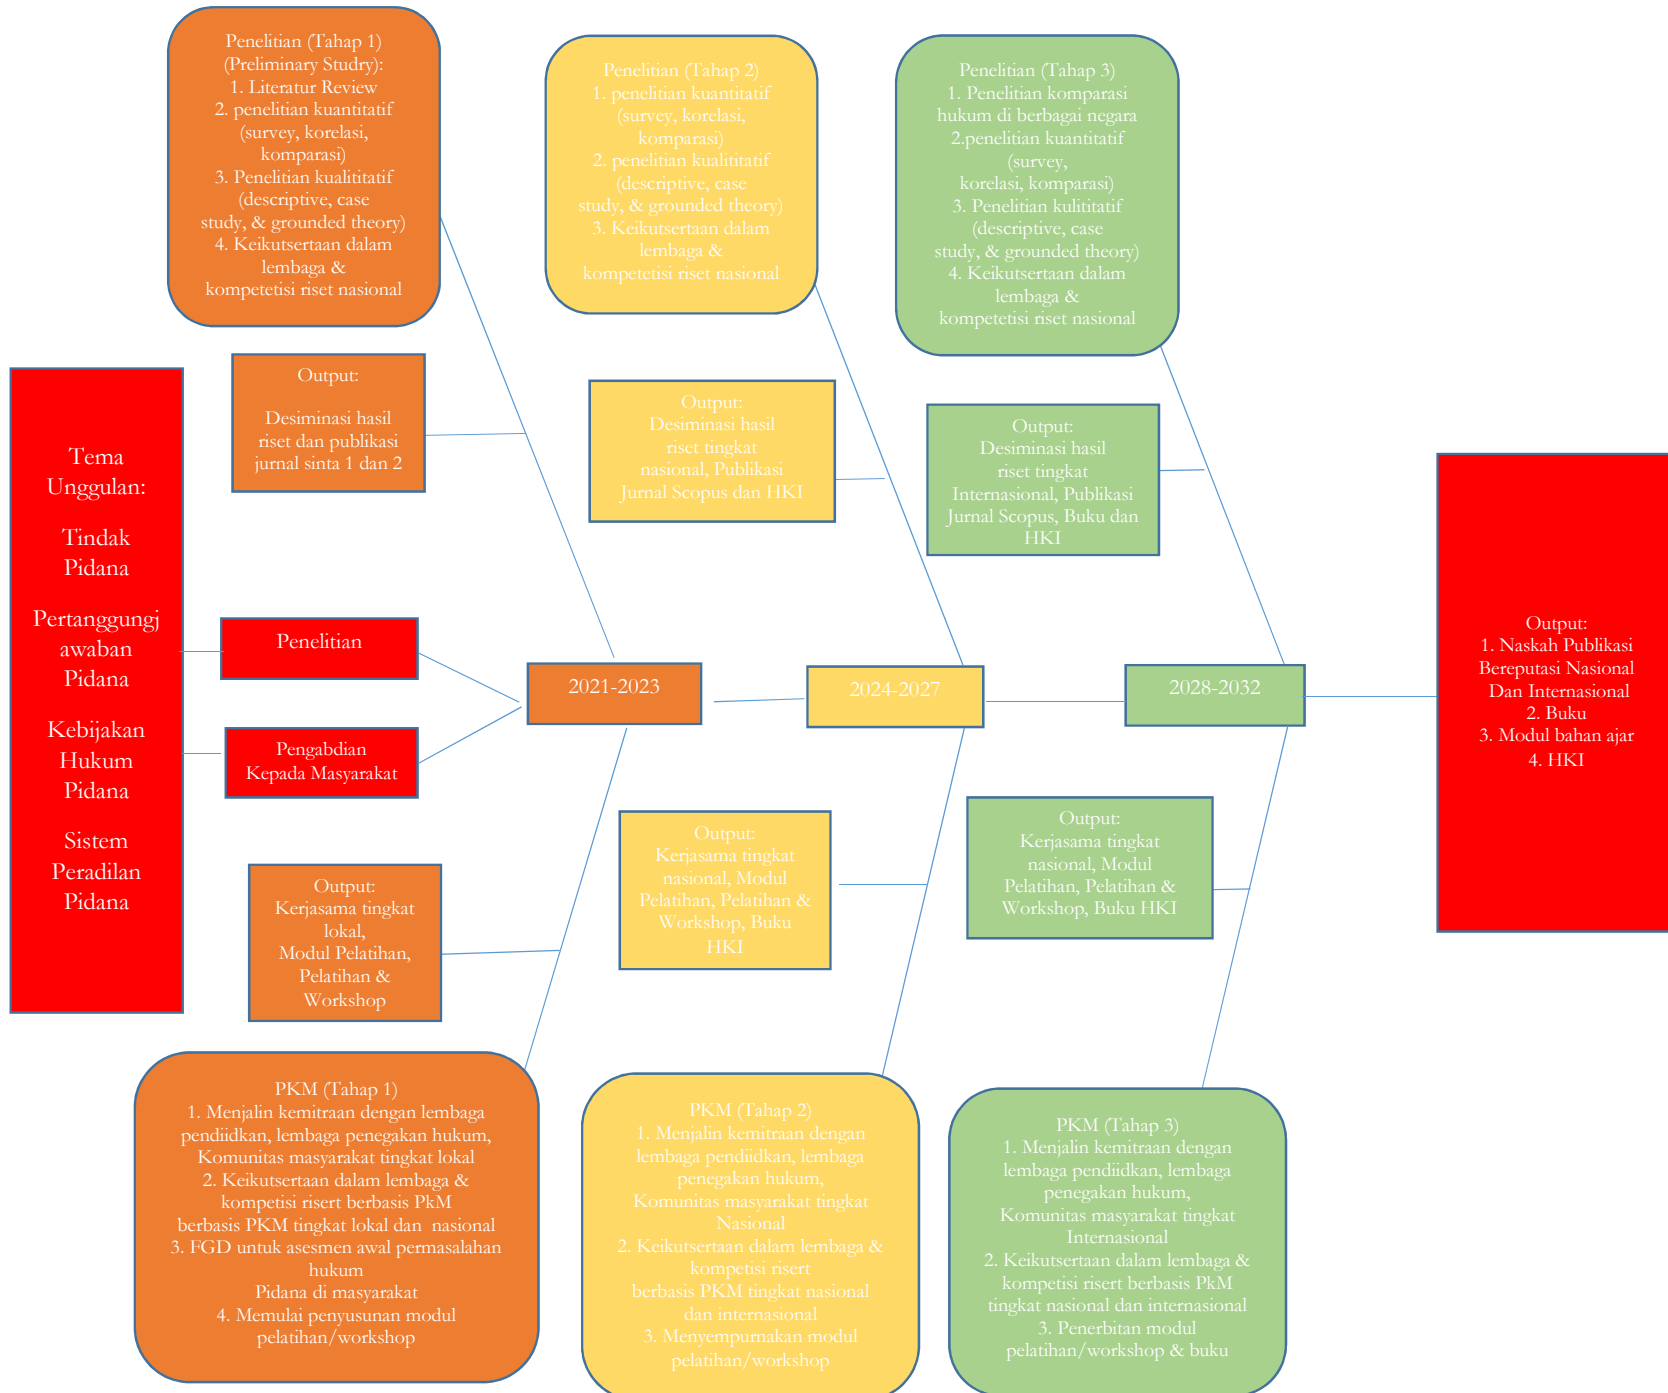 Penelitian (Tahap 1)
(Preliminary Studry):
1. Literatur Review
2. penelitian kuantitatif
(survey, korelasi,
komparasi)
3. Penelitian kualititatif
(descriptive, case
study, & grounded theory)
4. Keikutsertaan dalam
lembaga &
kompetetisi riset nasional
Penelitian (Tahap 2)
1. penelitian kuantitatif
(survey, korelasi,
komparasi)
2. penelitian kualititatif
(descriptive, case
study, & grounded theory)
3. Keikutsertaan dalam
lembaga &
kompetetisi riset nasional
Penelitian (Tahap 3)
1. Penelitian komparasi
hukum di berbagai negara
2.penelitian kuantitatif
(survey,
korelasi, komparasi)
3. Penelitian kulititatif
(descriptive, case
study, & grounded theory)
4. Keikutsertaan dalam
lembaga &
kompetetisi riset nasional
Output:
Desiminasi hasil
riset dan publikasi
jurnal sinta 1 dan 2
Output:
Desiminasi hasil
riset tingkat
nasional, Publikasi
Jurnal Scopus dan HKI
Output:
Desiminasi hasil
riset tingkat
Internasional, Publikasi
Jurnal Scopus, Buku dan
HKI
Tema
Unggulan:
Tindak
Pidana
Pertanggungj
awaban
Pidana
Kebijakan
Hukum
Pidana
Sistem
Peradilan
Pidana
Penelitian
Pengabdian
Kepada Masyarakat
2021-2023
2024-2027
2028-2032
Output:
1. Naskah Publikasi
Bereputasi Nasional
Dan Internasional
2. Buku
3. Modul bahan ajar
4. HKI
Output:
Kerjasama tingkat
lokal,
Modul Pelatihan,
Pelatihan &
Workshop
Output:
Kerjasama tingkat
nasional, Modul
Pelatihan, Pelatihan &
Workshop, Buku
HKI
Output:
Kerjasama tingkat
nasional, Modul
Pelatihan, Pelatihan &
Workshop, Buku HKI
PKM (Tahap 1)
1. Menjalin kemitraan dengan lembaga
pendiidkan, lembaga penegakan hukum,
Komunitas masyarakat tingkat lokal
2. Keikutsertaan dalam lembaga &
kompetisi risert berbasis PkM
berbasis PKM tingkat lokal dan nasional
3. FGD untuk asesmen awal permasalahan
hukum
Pidana di masyarakat
4. Memulai penyusunan modul
pelatihan/workshop
PKM (Tahap 2)
1. Menjalin kemitraan dengan
lembaga pendiidkan, lembaga
penegakan hukum,
Komunitas masyarakat tingkat
Nasional
2. Keikutsertaan dalam lembaga &
kompetisi risert
berbasis PKM tingkat nasional
dan internasional
3. Menyempurnakan modul
pelatihan/workshop
PKM (Tahap 3)
1. Menjalin kemitraan dengan
lembaga pendiidkan, lembaga
penegakan hukum,
Komunitas masyarakat tingkat
Internasional
2. Keikutsertaan dalam lembaga &
kompetisi risert berbasis PkM
tingkat nasional dan internasional
3. Penerbitan modul
pelatihan/workshop & buku